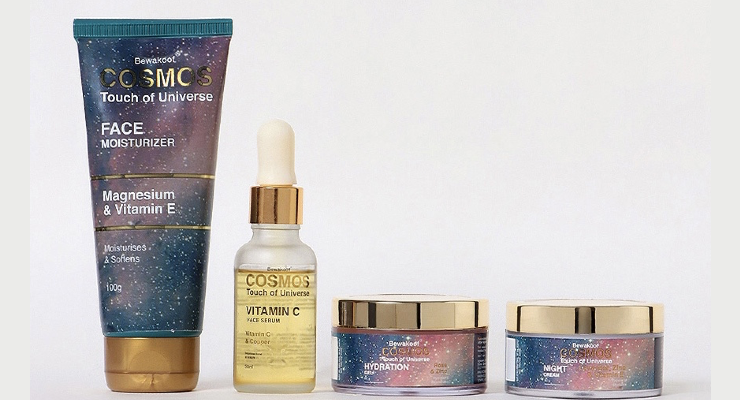 Bewakoof
COSMOS
Touch of Universe
FACE
MOISTURIZER
Magnesium
& Vitamin E
Moisturises
& Softens
100g
Bewakoof
COSMOS
Touch of Universe
VITAMIN C
FACE SERUM
Vitamin C
& Copper
Bewakoof
COSMOS
Touch of Universe
HYDRATION
Bewakoof
COSMOS
Touch of Universe
NIGHT
CREAM